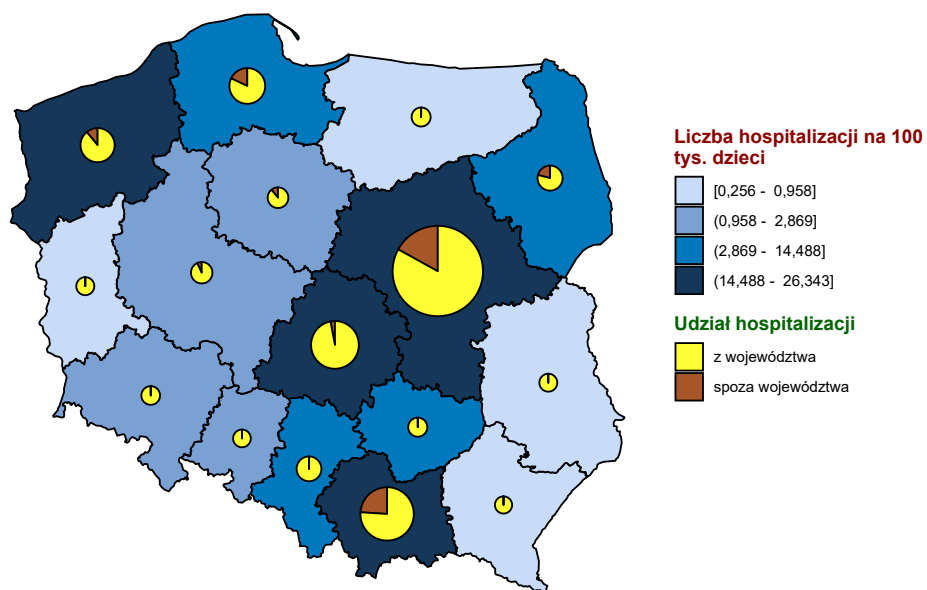 Liczba hospitalizacji na 100
tys. dzieci
[0,256 - 0,958]
(0,958 - 2,869]
(2,869 - 14,488]
(14,488 - 26,343]
Udział hospitalizacji
z województwa
spoza województwa